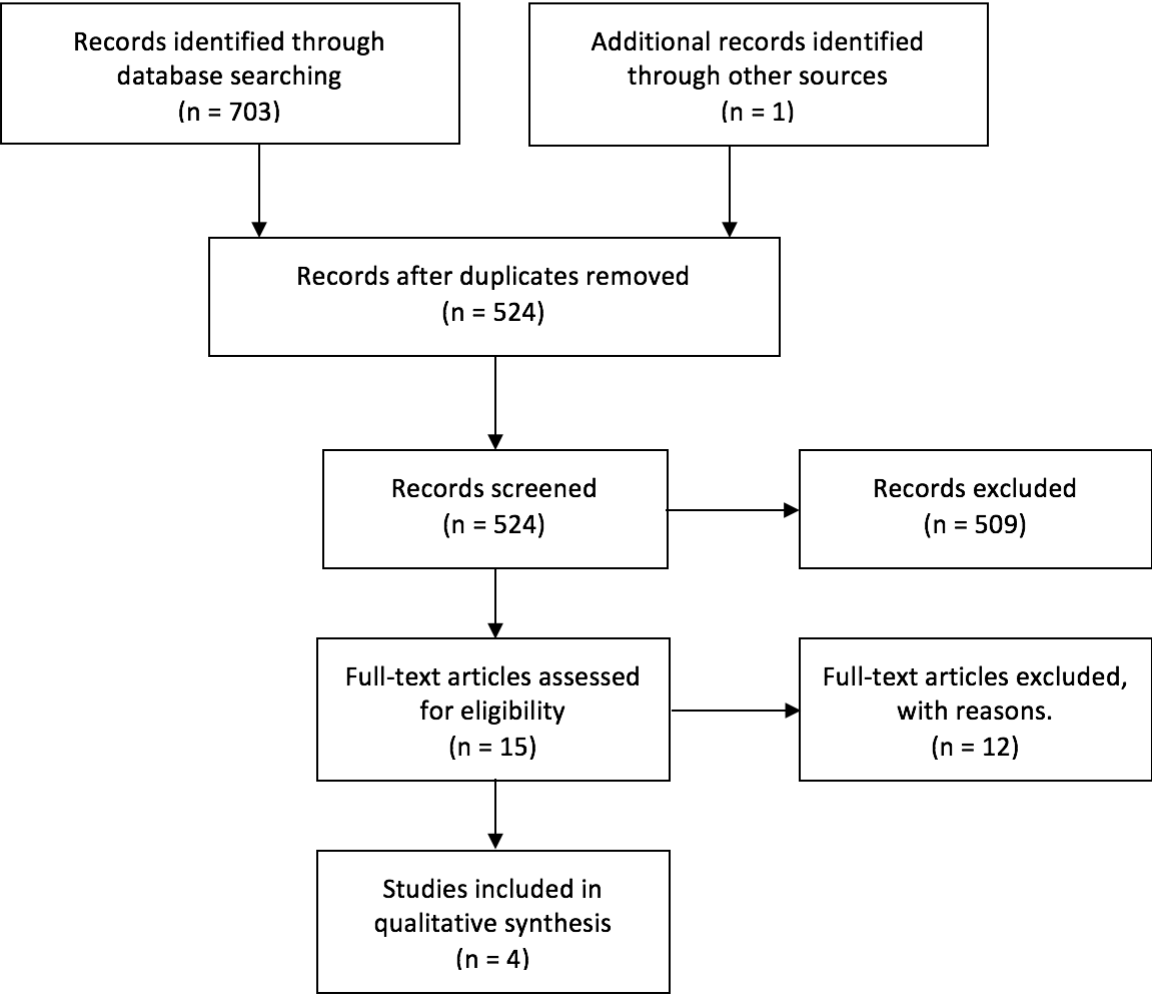 Records identified through
database searching
(n = 703)
Additional records identified
through other sources
(n = 1)
Records after duplicates removed
(n = 524)
Records screened
(n = 524)
Records excluded
(n = 509)
Full-text articles assessed
for eligibility
(n = 15)
Full-text articles excluded,
with reasons.
(n = 12)
Studies included in
qualitative synthesis
(n = 4)